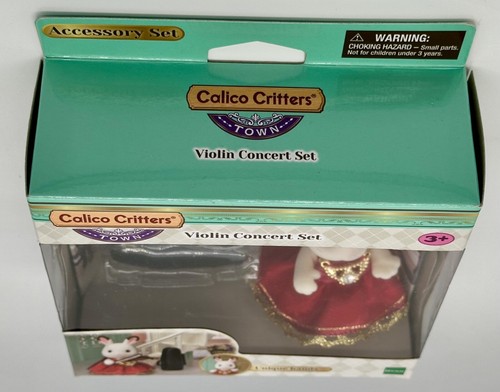 Accessory Set
WARNING:
CHOKING HAZARD — Small parts.
Not for children under 3 years.
Calico Critters®
TOWN
Violin Concert Set
Calico Critters®
TOWN
Violin Concert Set
3+